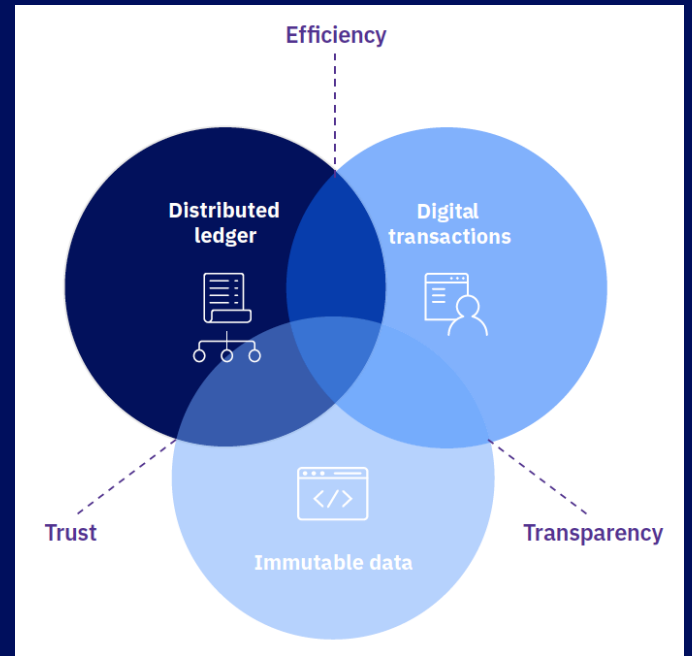 Efficiency
Distributed
ledger
Digital
transactions
</>
Immutable data
Trust
Transparency